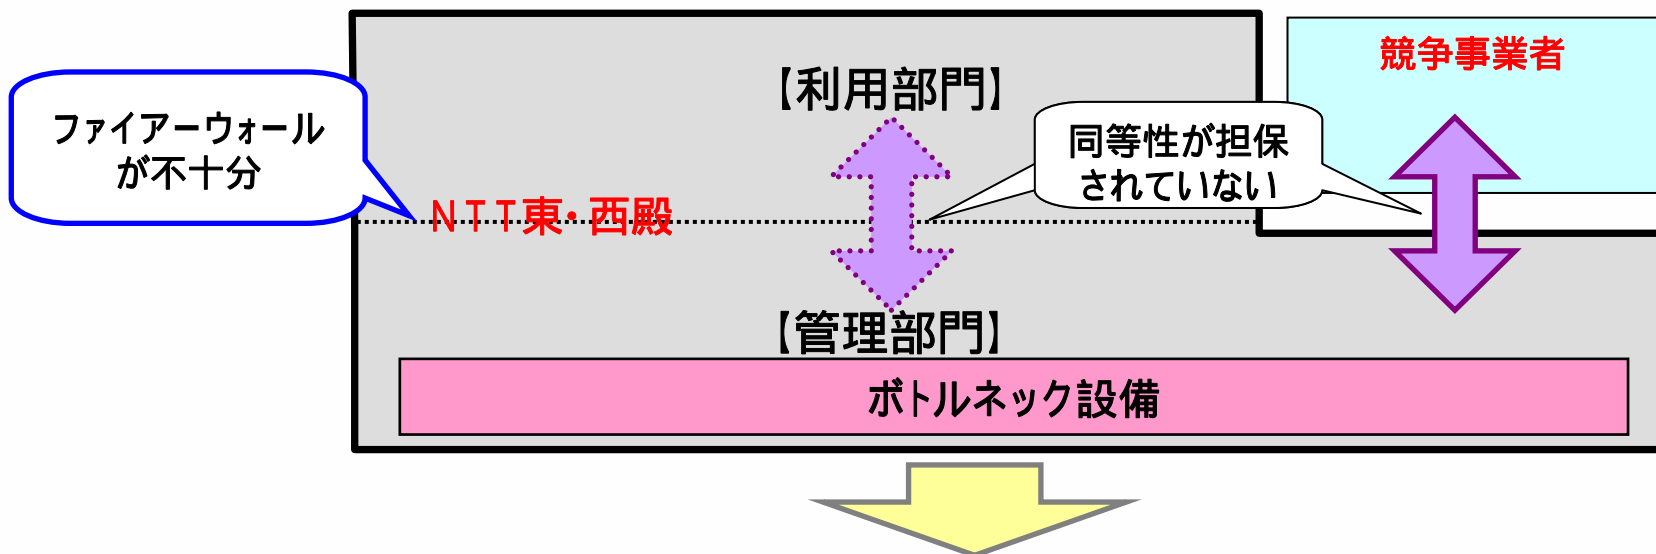 競争事業者
【利用部門】
ファイアーウォール
が不十分
同等性が担保
されていない
NTT東・西殿
【管理部門】
ボトルネック設備